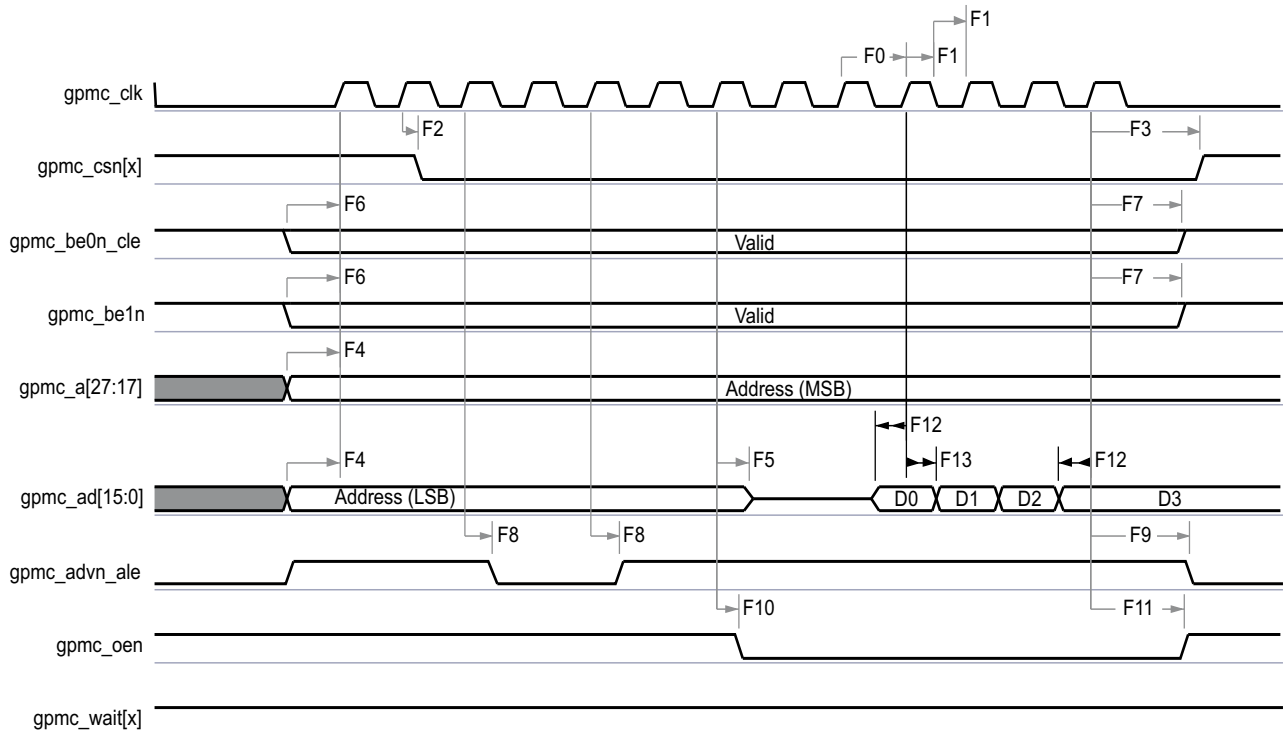 F1
F0 F1
gpmc_clk
F2 F3
gpmc_csn[x]
F6 F7
gpmc_be0n_cle Valid
F6 F7
gpmc_be1n Valid
F4
gpmc_a[27:17] Address (MSB)
F12
F4 F5 F13 F12
gpmc_ad[15:0] Address (LSB) D0 D1 D2 D3
F8 F8 F9
gpmc_advn_ale
F10 F11
gpmc_oen
gpmc_wait[x]